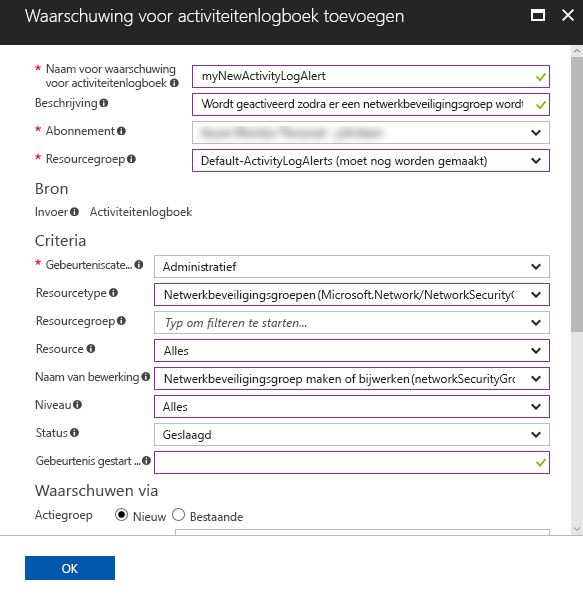 Waarschuwing voor activiteitenlogboek toevoegen
* Naam voor waarschuwing
voor activiteitenlogboek
myNewActivityLogAlert
Beschrijving
Wordt geactiveerd zodra er een netwerkbeveiligingsgroep wordt
* Abonnement
* Resourcegroep
Default-ActivityLogAlerts (moet nog worden gemaakt)
Bron
Invoer Activiteitenlogboek
Criteria
* Gebeurteniscate... Administratief
Resourcetype Netwerkbeveiligingsgroepen (Microsoft.Network/NetworkSecurityG
Resourcegroep Typ om filteren te starten...
Resource Alles
Naam van bewerking Netwerkbeveiligingsgroep maken of bijwerken (networkSecurityGro
Niveau Alles
Status Geslaagd
Gebeurtenis gestart ...
Waarschuwen via
Actiegroep Nieuw Bestaande
OK